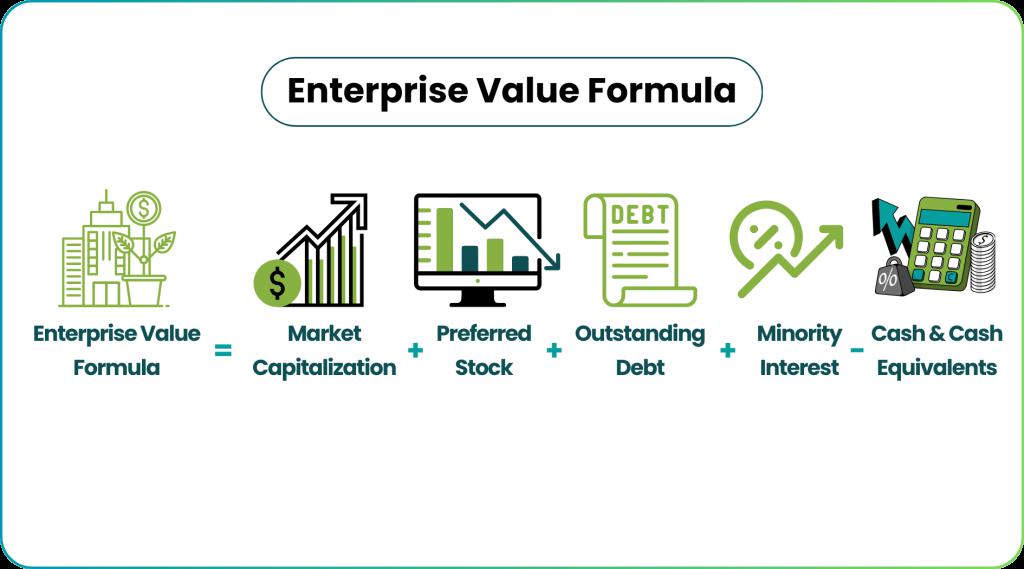 Enterprise Value Formula
$
$
DEBT
%
%
$
Enterprise Value
Formula
=
Market
Capitalization
+
Preferred
Stock
+
Outstanding
Debt
+
Minority
Interest
-
Cash & Cash
Equivalents